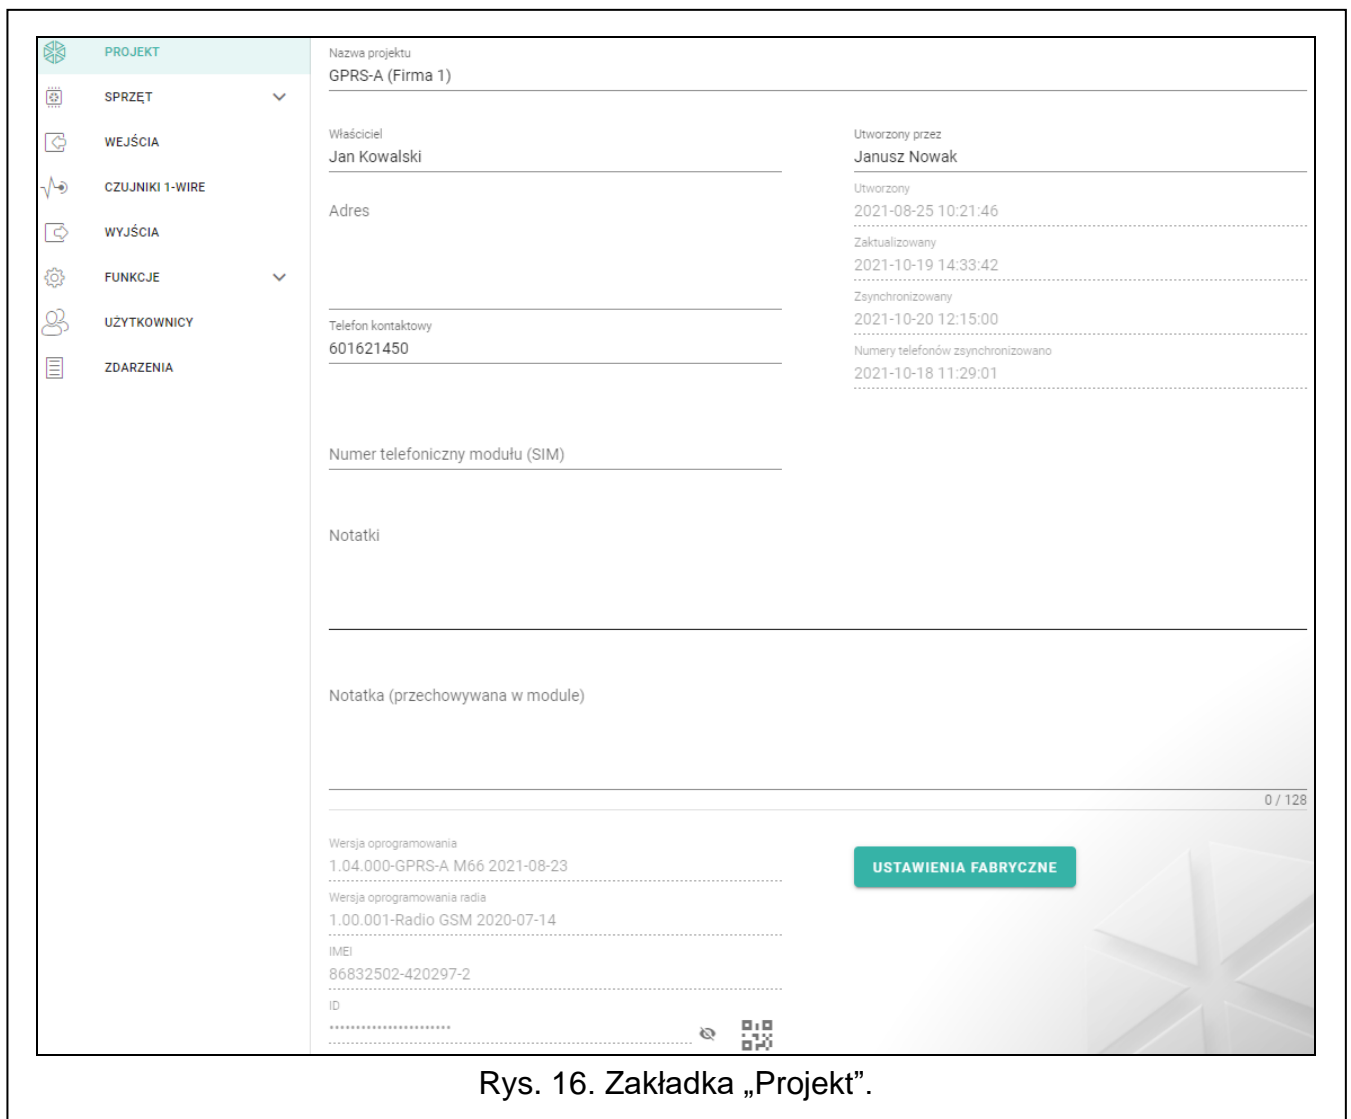 PROJEKT
SPRZĘT
WEJŚCIA
CZUJNIKI 1-WIRE
WYJŚCIA
FUNKCJE
UŻYTKOWNICY
ZDARZENIA
Nazwa projektu
GPRS-A (Firma 1)
Właściciel
Jan Kowalski
Adres
Telefon kontaktowy
601621450
Numer telefoniczny modułu (SIM)
Utworzony przez
Janusz Nowak
Utworzony
2021-08-25 10:21:46
Zaktualizowany
2021-10-19 14:33:42
Zsynchronizowany
2021-10-20 12:15:00
Numery telefonów zsynchronizowano
2021-10-18 11:29:01
Notatki
Notatka (przechowywana w module)
0 / 128
Wersja oprogramowania
1.04.000-GPRS-A M66 2021-08-23
Wersja oprogramowania radia
1.00.001-Radio GSM 2020-07-14
IMEI
86832502-420297-2
ID
•••••••••••••••••••••••
USTAWIENIA FABRYCZNE
Rys. 16. Zakładka „Projekt”.